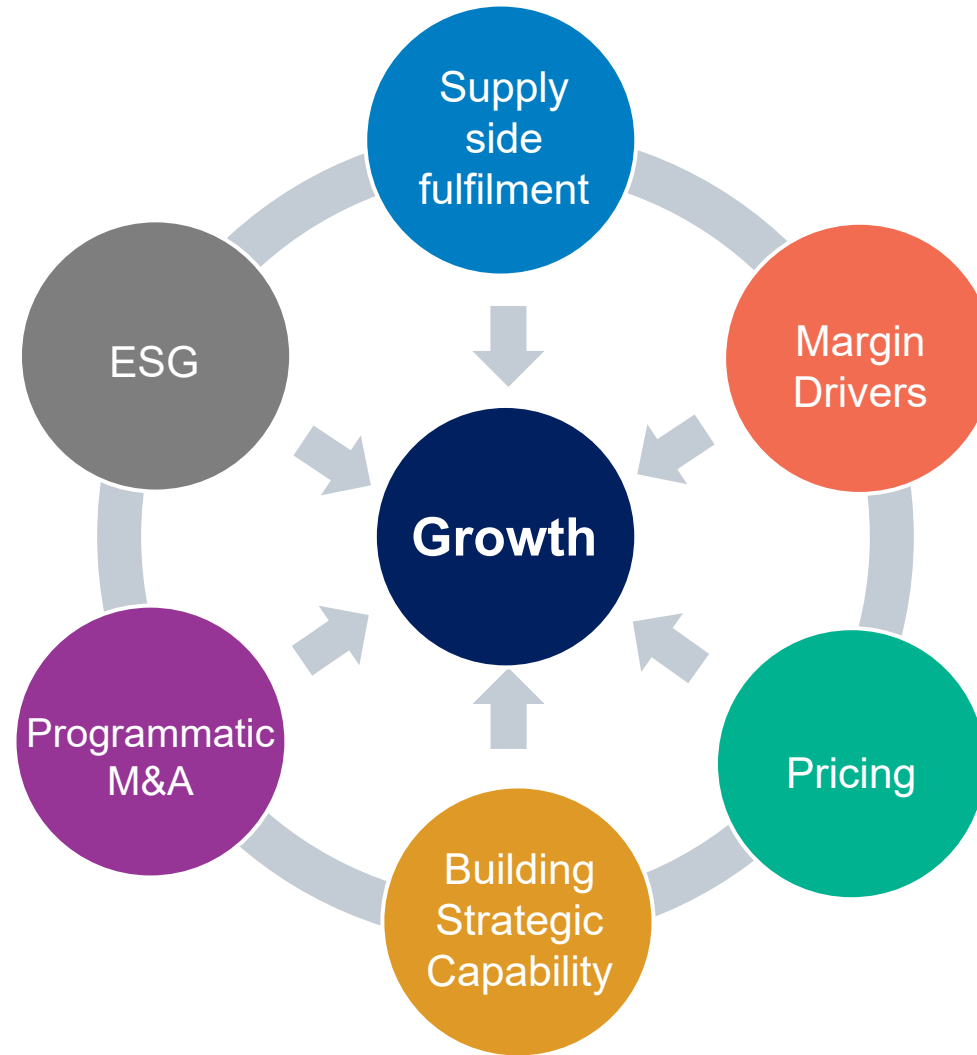 Supply
side
fulfilment
ESG
Margin
Drivers
Growth
Programmatic
M&A
Pricing
Building
Strategic
Capability